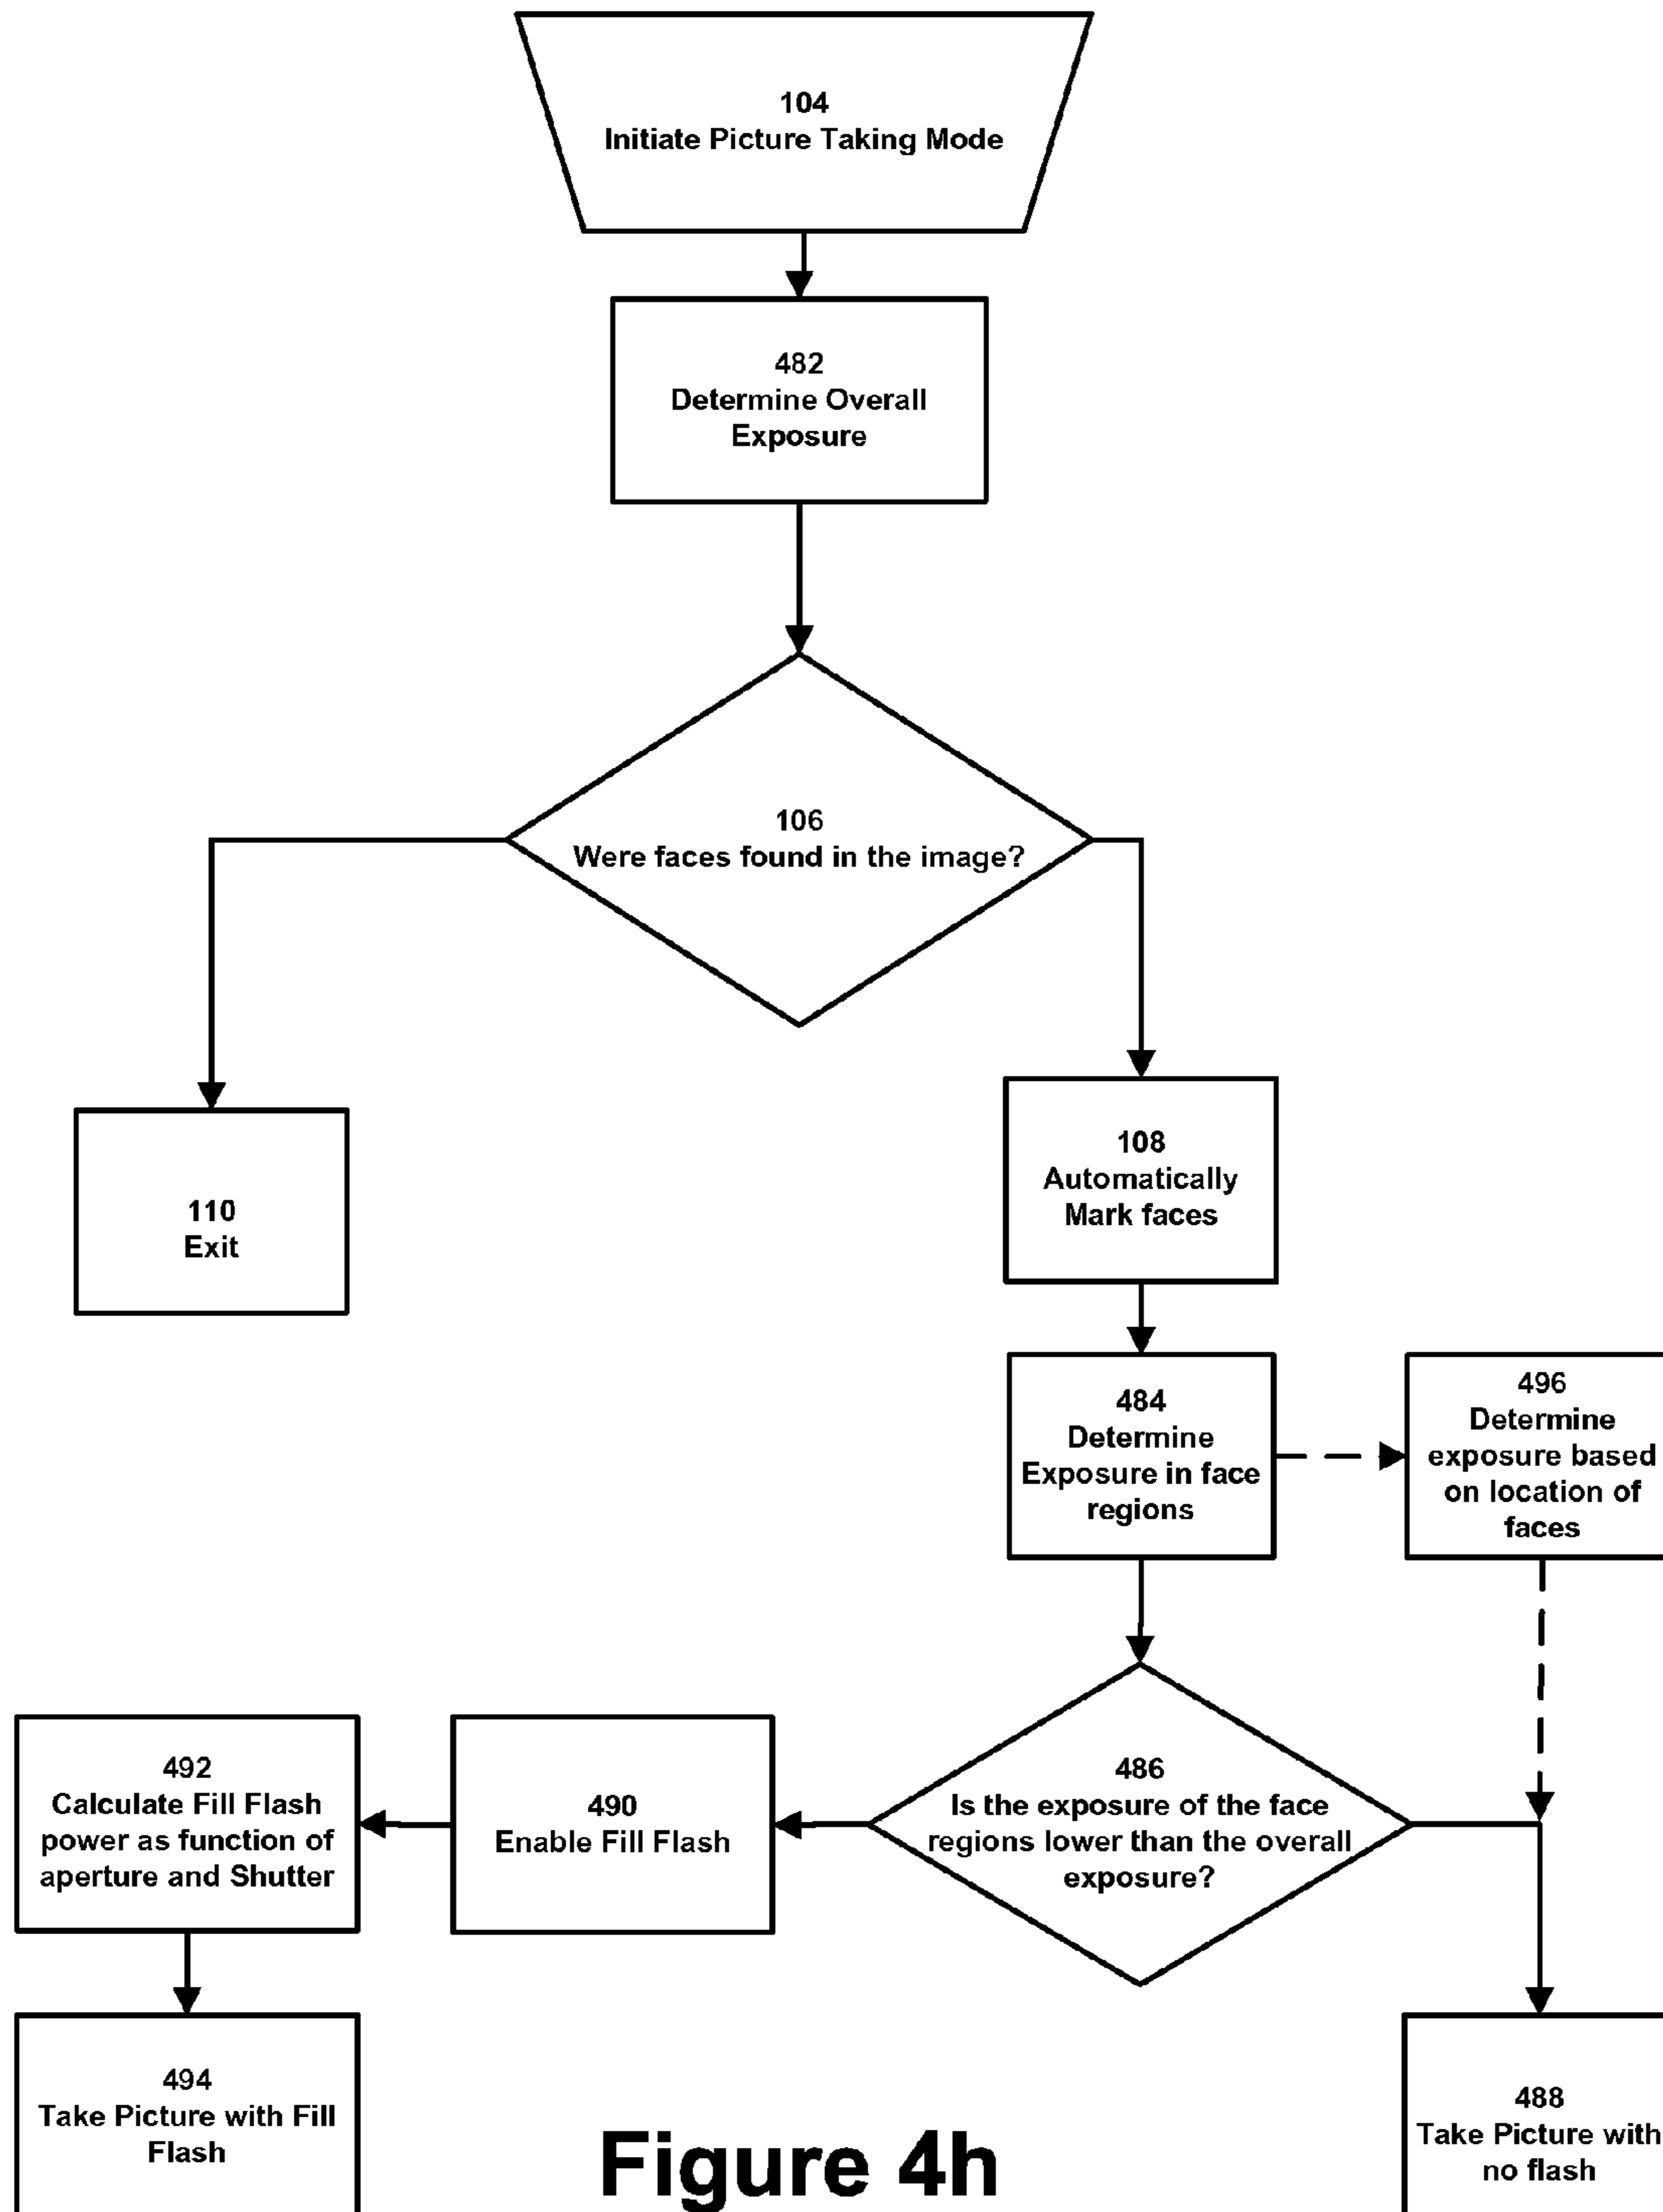 104
Initiate Picture Taking Mode
482
Determine Overall
Exposure
106
Were faces found in the image?
110
Exit
108
Automatically
Mark faces
484
Determine
Exposure in face
regions
496
Determine
exposure based
on location of
faces
486
Is the exposure of the face
regions lower than the overall
exposure?
490
Enable Fill Flash
492
Calculate Fill Flash
power as function of
aperture and Shutter
494
Take Picture with Fill
Flash
488
Take Picture with
no flash
Figure 4h